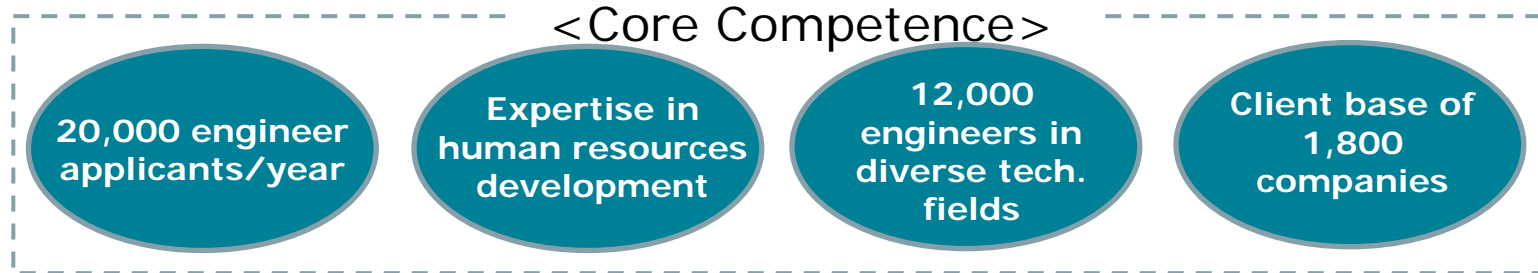 <Core Competence>
20,000 engineer
applicants/year
Expertise in
human resources
development
12,000
engineers in
diverse tech.
fields
Client base of
1,800
companies